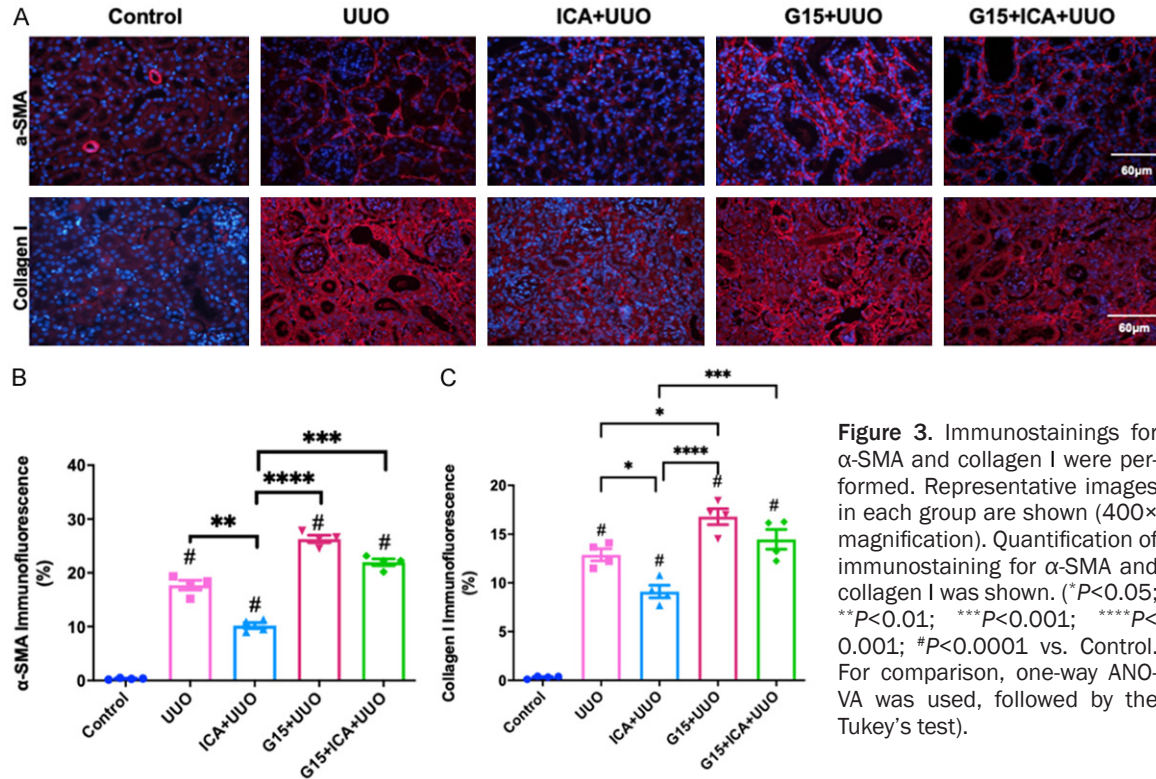 A
Control UUO ICA+UUO G15+UUO G15+ICA+UUO
a-SMA
60µm
Collagen I
60µm
B
α-SMA Immunofluorescence
(%)
40
30
20
10
0
** **** ***
# # # #
Control UUO ICA+UUO G15+UUO G15+ICA+UUO
C
Collagen I Immunofluorescence
(%)
20
15
10
5
0
***
*
* ****
# # # #
Control UUO ICA+UUO G15+UUO G15+ICA+UUO
Figure 3. Immunostainings for
α-SMA and collagen I were per-
formed. Representative images
in each group are shown (400×
magnification). Quantification of
immunostaining for α-SMA and
collagen I was shown. (*P<0.05;
**P<0.01; ***P<0.001; ****P<
0.001; #P<0.0001 vs. Control.
For comparison, one-way ANO-
VA was used, followed by the
Tukey's test).